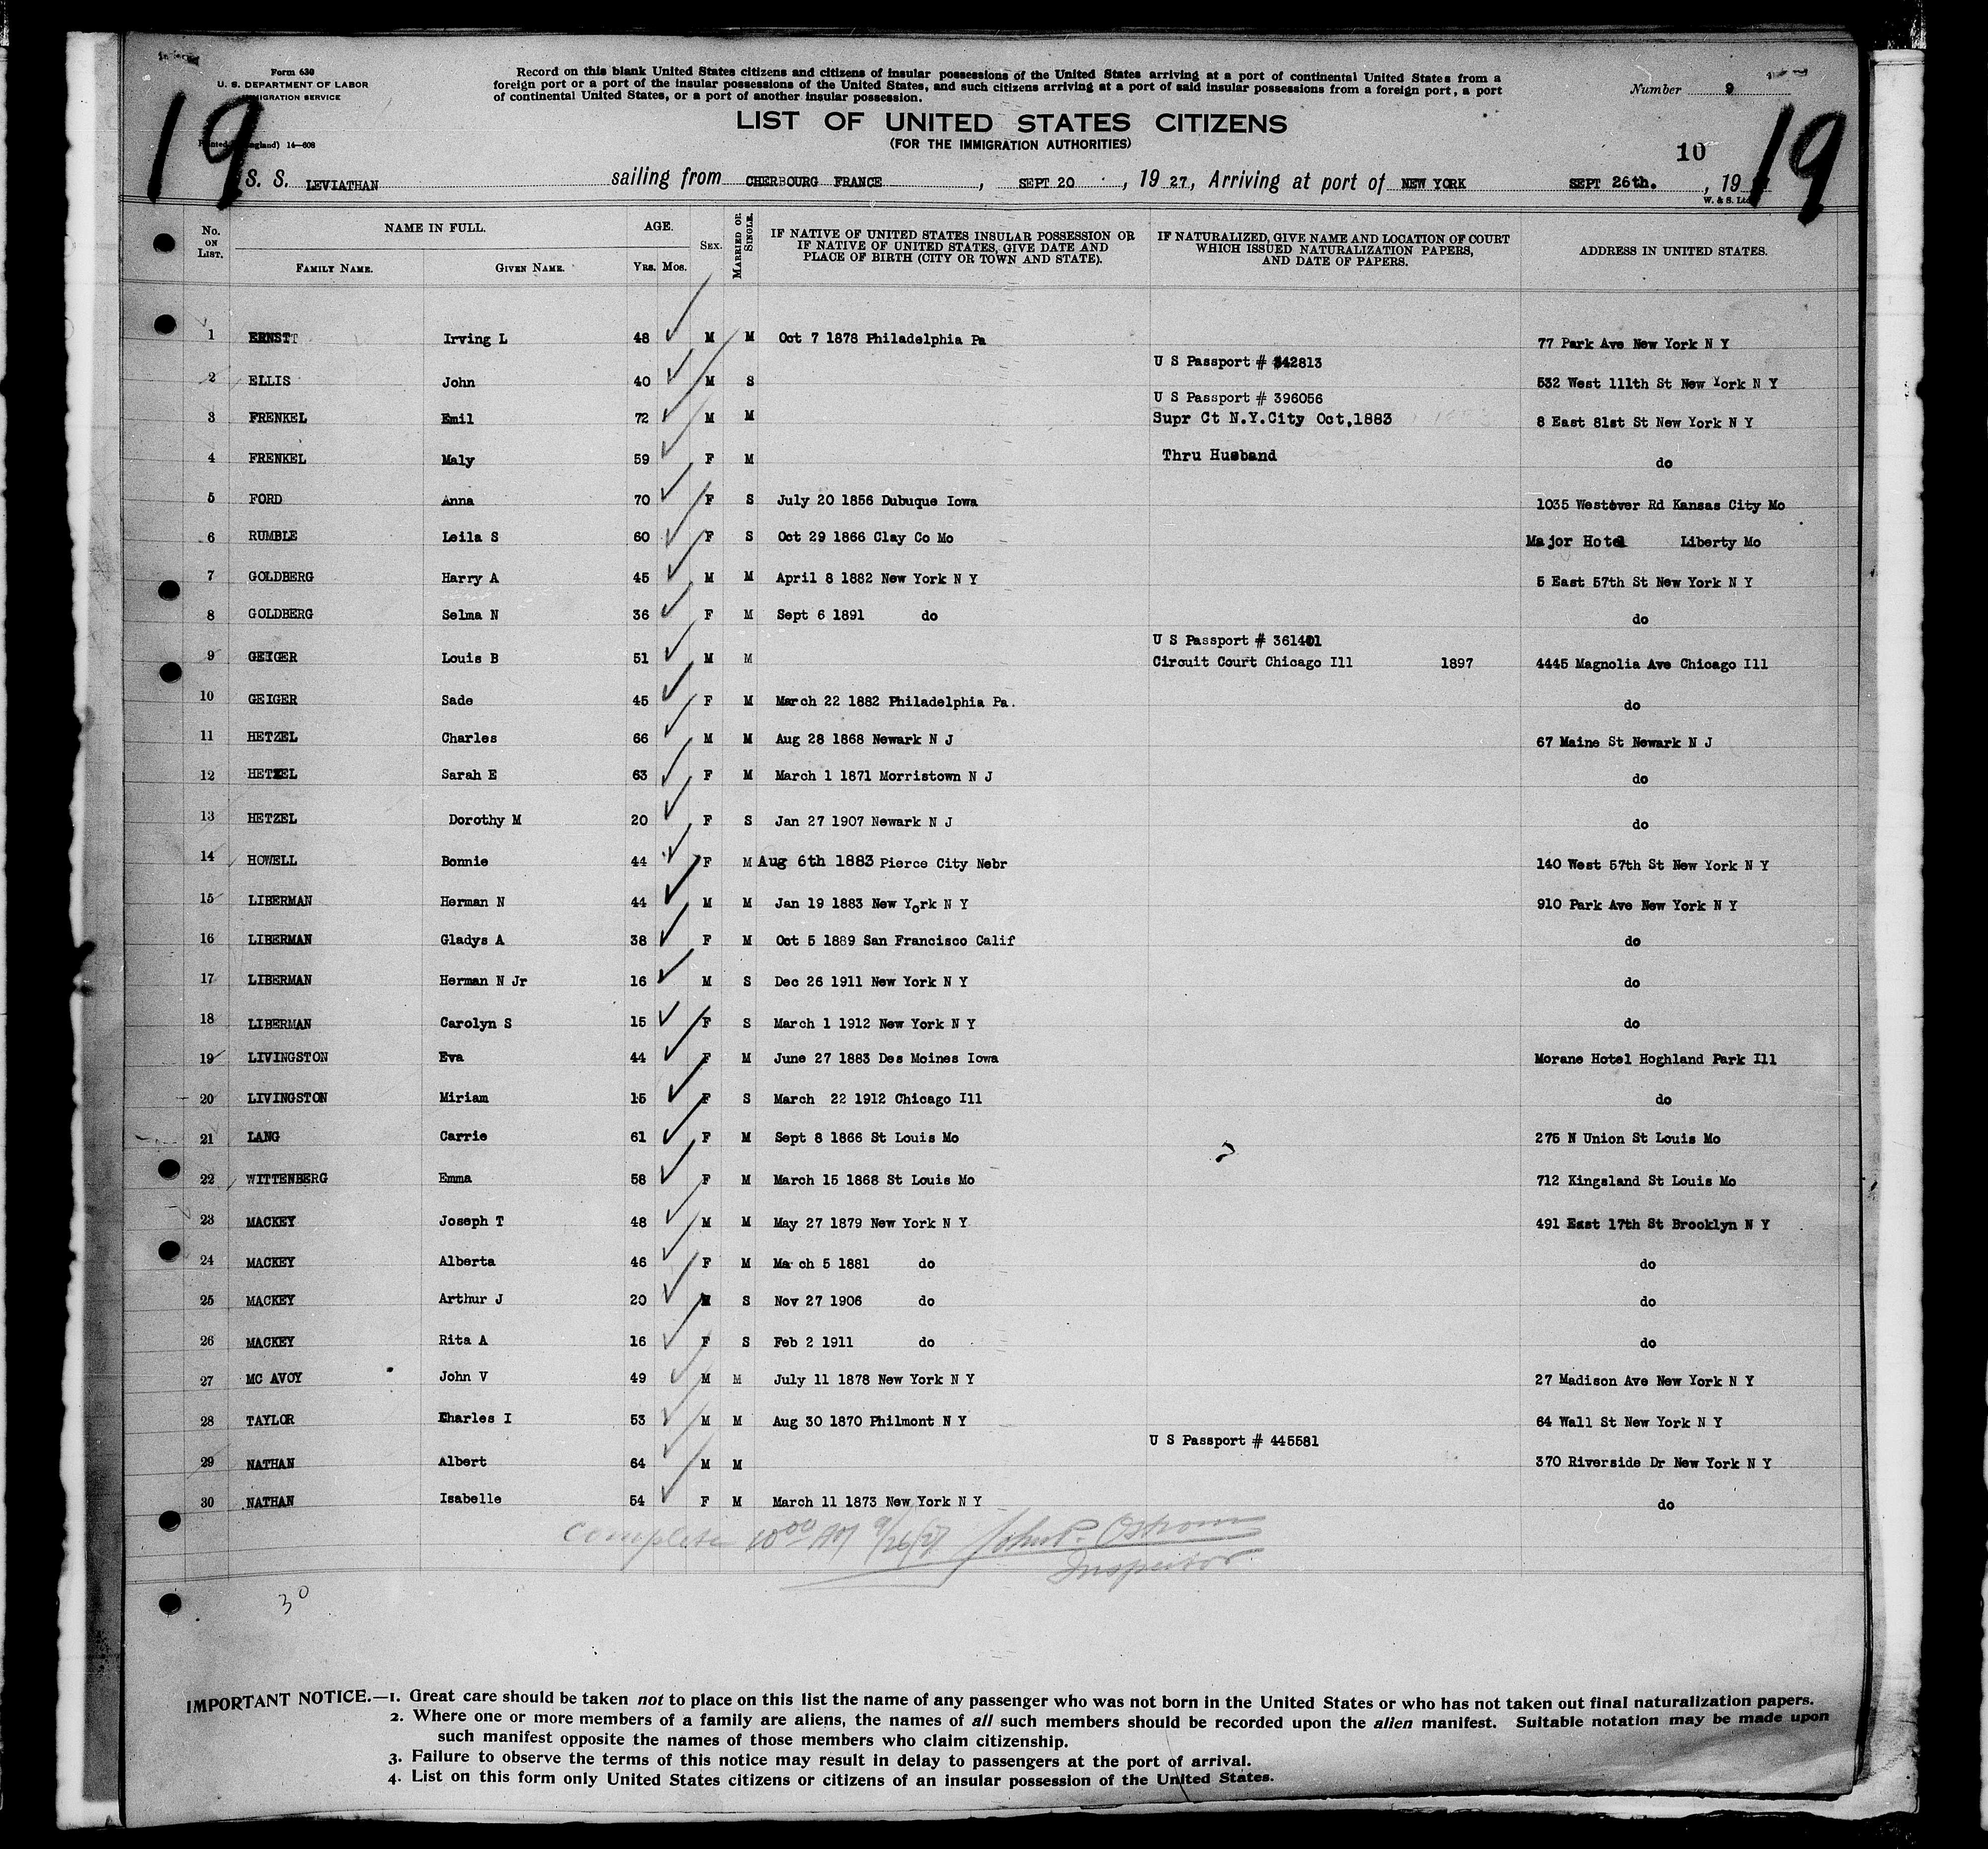 Form 630
U. S. DEPARTMENT OF LABOR
IMMIGRATION SERVICE
14—608
Record on this blank United States citizens and citizens of insular possessions of the United States arriving at a port of continental United States from a
foreign port or a port of the insular possessions of the United States, and such citizens arriving at a port of said insular possessions from a foreign port, a port
of continental United States, or a port of another insular possession.
Number 9
LIST OF UNITED STATES CITIZENS
(FOR THE IMMIGRATION AUTHORITIES)
10
19 19
S. S. LEVIATHAN sailing from CHERBOURG FRANCE, SEPT 20, 19 27, Arriving at port of NEW YORK SEPT 26th., 19
W. & S. Ltd
No. ON LIST. NAME IN FULL. FAMILY NAME. GIVEN NAME. AGE. YRS. MOS. SEX. MARRIED OR SINGLE. IF NATIVE OF UNITED STATES INSULAR POSSESSION OR IF NATIVE OF UNITED STATES, GIVE DATE AND PLACE OF BIRTH (CITY OR TOWN AND STATE). IF NATURALIZED, GIVE NAME AND LOCATION OF COURT WHICH ISSUED NATURALIZATION PAPERS, AND DATE OF PAPERS. ADDRESS IN UNITED STATES.
1 ERNST Irving L 48 M M Oct 7 1878 Philadelphia Pa 77 Park Ave New York N Y
U S Passport # 342813
2 ELLIS John 40 M S 532 West 111th St New York N Y
U S Passport # 396056
3 FRENKEL Emil 72 M M Supr Ct N.Y.City Oct,1883 8 East 81st St New York N Y
4 FRENKEL Maly 59 F M Thru Husband do
5 FORD Anna 70 F S July 20 1856 Dubuque Iowa 1035 Westover Rd Kansas City Mo
6 RUMBLE Leila S 60 F S Oct 29 1866 Clay Co Mo Major Hotel Liberty Mo
7 GOLDBERG Harry A 45 M M April 8 1882 New York N Y 5 East 57th St New York N Y
8 GOLDBERG Selma N 36 F M Sept 6 1891 do do
U S Passport # 361401
9 GEIGER Louis B 51 M M Circuit Court Chicago Ill 1897 4445 Magnolia Ave Chicago Ill
10 GEIGER Sade 45 F M March 22 1882 Philadelphia Pa. do
11 HETZEL Charles 66 M M Aug 28 1868 Newark N J 67 Maine St Newark N J
12 HETZEL Sarah E 63 F M March 1 1871 Morristown N J do
13 HETZEL Dorothy M 20 F S Jan 27 1907 Newark N J do
14 HOWELL Bonnie 44 F M Aug 6th 1883 Pierce City Nebr 140 West 57th St New York N Y
15 LIBERMAN Herman N 44 M M Jan 19 1883 New York N Y 910 Park Ave New York N Y
16 LIBERMAN Gladys A 38 F M Oct 5 1889 San Francisco Calif do
17 LIBERMAN Herman N Jr 16 M S Dec 26 1911 New York N Y do
18 LIBERMAN Carolyn S 15 F S March 1 1912 New York N Y do
19 LIVINGSTON Eva 44 F M June 27 1883 Des Moines Iowa Morane Hotel Hoghland Park Ill
20 LIVINGSTON Miriam 15 F S March 22 1912 Chicago Ill do
21 LANG Carrie 61 F M Sept 8 1866 St Louis Mo 275 N Union St Louis Mo
22 WITTENBERG Emma 58 F M March 15 1868 St Louis Mo 712 Kingsland St Louis Mo
23 MACKEY Joseph T 48 M M May 27 1879 New York N Y 491 East 17th St Brooklyn N Y
24 MACKEY Alberta 46 F M Ma ch 5 1881 do do
25 MACKEY Arthur J 20 M S Nov 27 1906 do do
26 MACKEY Rita A 16 F S Feb 2 1911 do do
27 MC AVOY John V 49 M M July 11 1878 New York N Y 27 Madison Ave New York N Y
28 TAYLOR Charles I 53 M M Aug 30 1870 Philmont N Y 64 Wall St New York N Y
U S Passport # 445581
29 NATHAN Albert 64 M M 370 Riverside Dr New York N Y
30 NATHAN Isabelle 54 F M March 11 1873 New York N Y do
Complete 10 00 AM 9/26/27 John P. Ostrom
Inspector
30
IMPORTANT NOTICE.—1. Great care should be taken not to place on this list the name of any passenger who was not born in the United States or who has not taken out final naturalization papers.
2. Where one or more members of a family are aliens, the names of all such members should be recorded upon the alien manifest. Suitable notation may be made upon
such manifest opposite the names of those members who claim citizenship.
3. Failure to observe the terms of this notice may result in delay to passengers at the port of arrival.
4. List on this form only United States citizens or citizens of an insular possession of the United States.